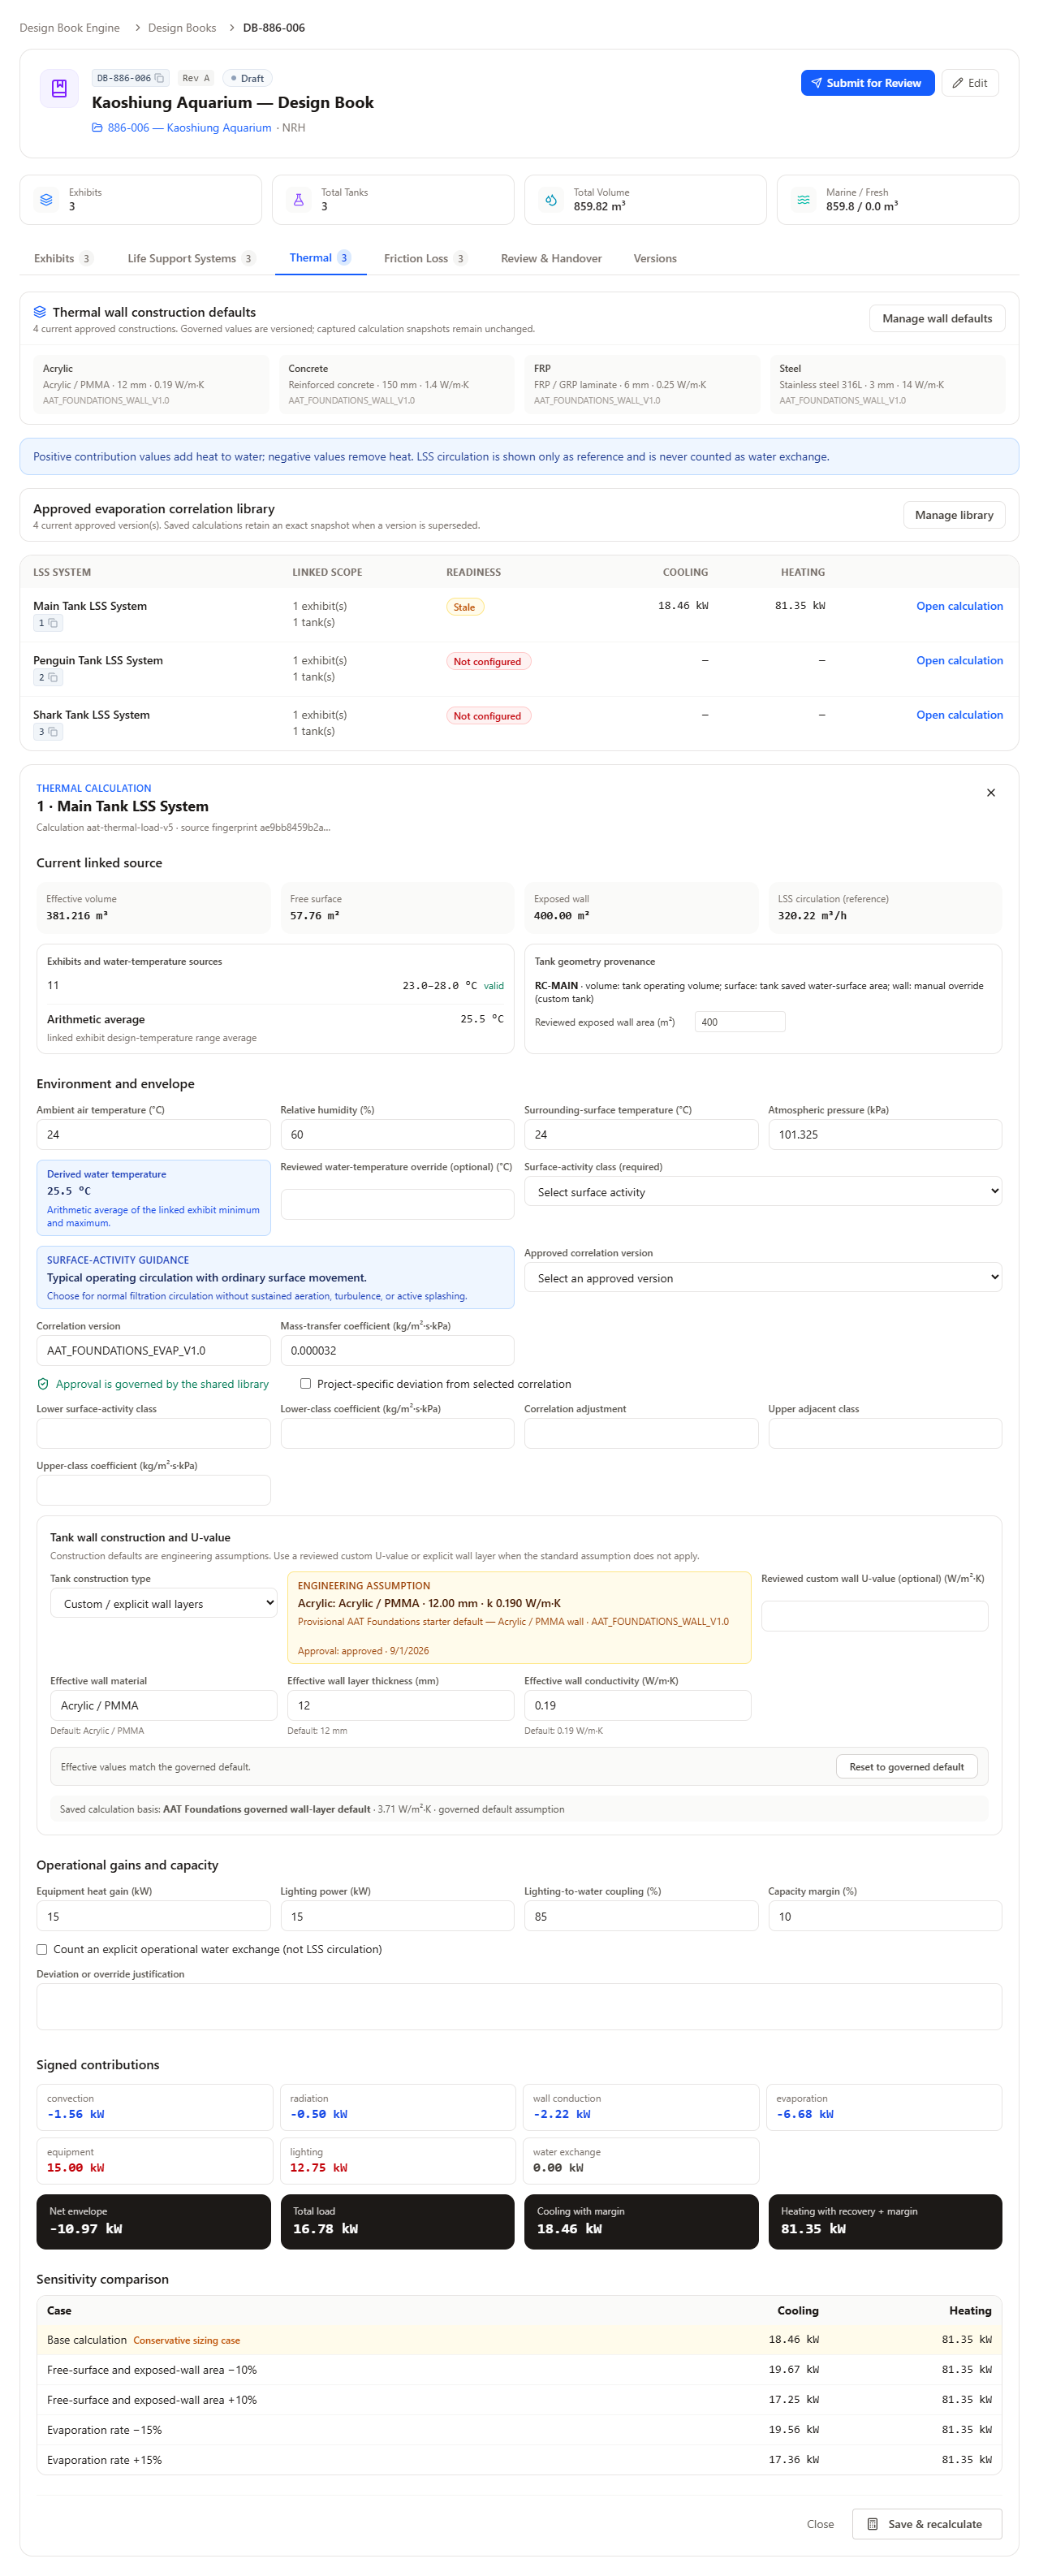 Design Book Engine > Design Books > DB-886-006
DB-886-006 Rev A Draft
Submit for Review Edit
Kaoshiung Aquarium — Design Book
886-006 — Kaoshiung Aquarium · NRH
Exhibits
3
Total Tanks
3
Total Volume
859.82 m³
Marine / Fresh
859.8 / 0.0 m³
Exhibits 3 Life Support Systems 3 Thermal 3 Friction Loss 3 Review & Handover Versions
Thermal wall construction defaults
4 current approved constructions. Governed values are versioned; captured calculation snapshots remain unchanged.
Manage wall defaults
Acrylic
Acrylic / PMMA · 12 mm · 0.19 W/m·K
AAT_FOUNDATIONS_WALL_V1.0
Concrete
Reinforced concrete · 150 mm · 1.4 W/m·K
AAT_FOUNDATIONS_WALL_V1.0
FRP
FRP / GRP laminate · 6 mm · 0.25 W/m·K
AAT_FOUNDATIONS_WALL_V1.0
Steel
Stainless steel 316L · 3 mm · 14 W/m·K
AAT_FOUNDATIONS_WALL_V1.0
Positive contribution values add heat to water; negative values remove heat. LSS circulation is shown only as reference and is never counted as water exchange.
Approved evaporation correlation library
4 current approved version(s). Saved calculations retain an exact snapshot when a version is superseded.
Manage library
LSS SYSTEM LINKED SCOPE READINESS COOLING HEATING
Main Tank LSS System 1 exhibit(s) Stale 18.46 kW 81.35 kW Open calculation
1 1 tank(s)
Penguin Tank LSS System 1 exhibit(s) Not configured – – Open calculation
2 1 tank(s)
Shark Tank LSS System 1 exhibit(s) Not configured – – Open calculation
3 1 tank(s)
THERMAL CALCULATION
1 · Main Tank LSS System
Calculation aat-thermal-load-v5 · source fingerprint ae9bb8459b2a...
Current linked source
Effective volume
381.216 m³
Free surface
57.76 m²
Exposed wall
400.00 m²
LSS circulation (reference)
320.22 m³/h
Exhibits and water-temperature sources
11 23.0–28.0 °C valid
Arithmetic average 25.5 °C
linked exhibit design-temperature range average
Tank geometry provenance
RC-MAIN · volume: tank operating volume; surface: tank saved water-surface area; wall: manual override
(custom tank)
Reviewed exposed wall area (m²) 400
Environment and envelope
Ambient air temperature (°C)
24
Relative humidity (%)
60
Surrounding-surface temperature (°C)
24
Atmospheric pressure (kPa)
101.325
Derived water temperature
25.5 °C
Arithmetic average of the linked exhibit minimum
and maximum.
Reviewed water-temperature override (optional) (°C)
Surface-activity class (required)
Select surface activity
SURFACE-ACTIVITY GUIDANCE
Typical operating circulation with ordinary surface movement.
Choose for normal filtration circulation without sustained aeration, turbulence, or active splashing.
Approved correlation version
Select an approved version
Correlation version
AAT_FOUNDATIONS_EVAP_V1.0
Mass-transfer coefficient (kg/m²·s·kPa)
0.000032
Approval is governed by the shared library
Project-specific deviation from selected correlation
Lower surface-activity class
Lower-class coefficient (kg/m²·s·kPa)
Correlation adjustment
Upper adjacent class
Upper-class coefficient (kg/m²·s·kPa)
Tank wall construction and U-value
Construction defaults are engineering assumptions. Use a reviewed custom U-value or explicit wall layer when the standard assumption does not apply.
Tank construction type
Custom / explicit wall layers
ENGINEERING ASSUMPTION
Acrylic: Acrylic / PMMA · 12.00 mm · k 0.190 W/m·K
Provisional AAT Foundations starter default — Acrylic / PMMA wall · AAT_FOUNDATIONS_WALL_V1.0
Approval: approved · 9/1/2026
Reviewed custom wall U-value (optional) (W/m²·K)
Effective wall material
Acrylic / PMMA
Default: Acrylic / PMMA
Effective wall layer thickness (mm)
12
Default: 12 mm
Effective wall conductivity (W/m·K)
0.19
Default: 0.19 W/m·K
Effective values match the governed default.
Reset to governed default
Saved calculation basis: AAT Foundations governed wall-layer default · 3.71 W/m²·K · governed default assumption
Operational gains and capacity
Equipment heat gain (kW)
15
Lighting power (kW)
15
Lighting-to-water coupling (%)
85
Capacity margin (%)
10
Count an explicit operational water exchange (not LSS circulation)
Deviation or override justification
Signed contributions
convection
-1.56 kW
radiation
-0.50 kW
wall conduction
-2.22 kW
evaporation
-6.68 kW
equipment
15.00 kW
lighting
12.75 kW
water exchange
0.00 kW
Net envelope
-10.97 kW
Total load
16.78 kW
Cooling with margin
18.46 kW
Heating with recovery + margin
81.35 kW
Sensitivity comparison
Case Cooling Heating
Base calculation Conservative sizing case 18.46 kW 81.35 kW
Free-surface and exposed-wall area −10% 19.67 kW 81.35 kW
Free-surface and exposed-wall area +10% 17.25 kW 81.35 kW
Evaporation rate −15% 19.56 kW 81.35 kW
Evaporation rate +15% 17.36 kW 81.35 kW
Close Save & recalculate